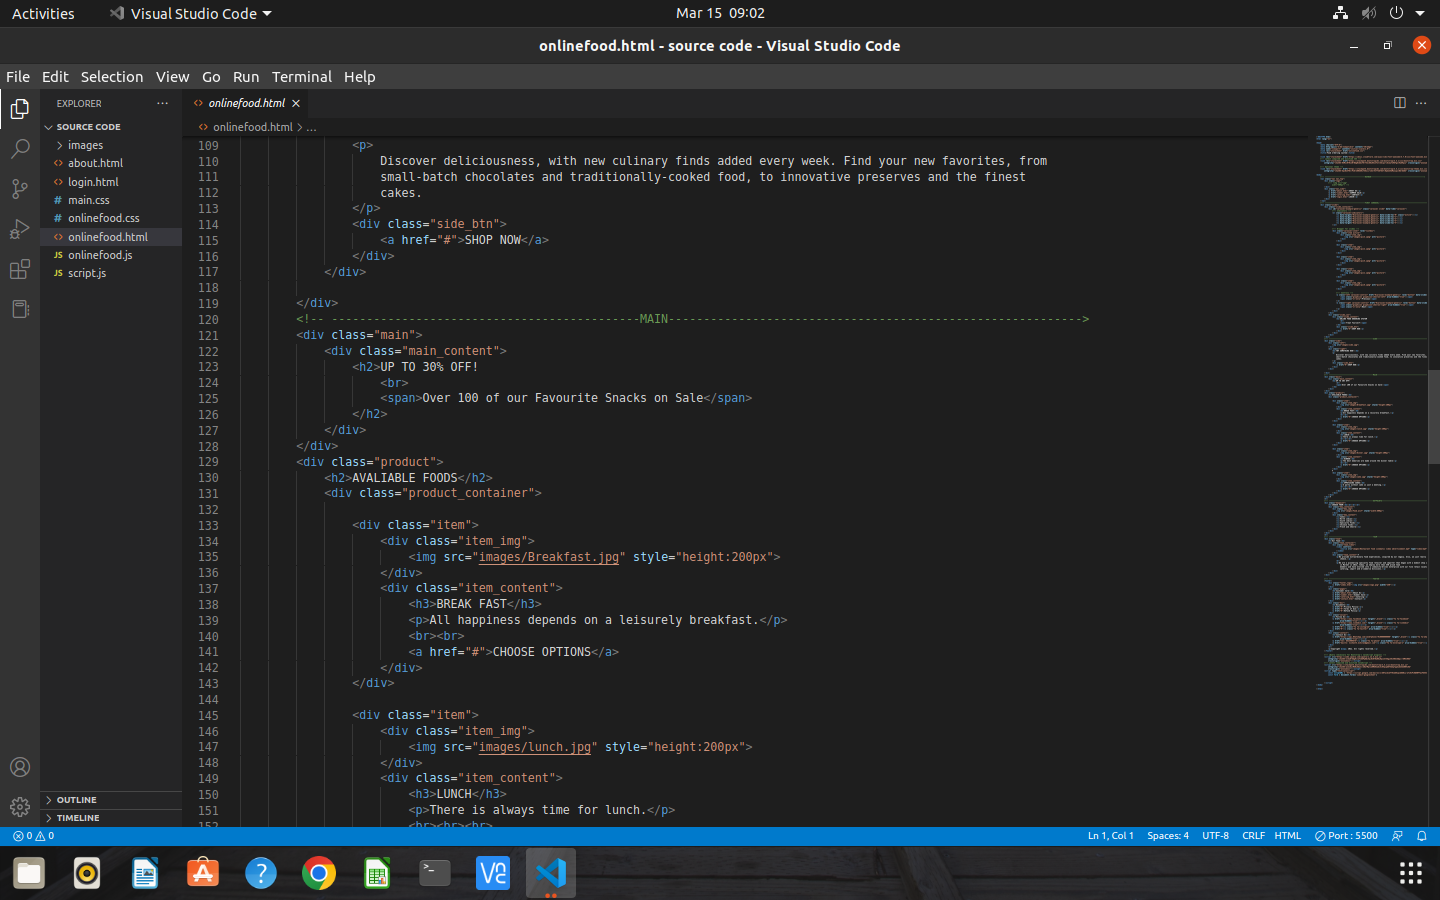 Activities
Visual Studio Code
Mar 15 09:02
onlinefood.html - source code - Visual Studio Code
File Edit Selection View Go Run Terminal Help
EXPLORER
onlinefood.html
SOURCE CODE
onlinefood.html > ...
images
about.html
login.html
main.css
onlinefood.css
onlinefood.html
JS onlinefood.js
JS script.js
109 <p>
110 Discover deliciousness, with new culinary finds added every week. Find your new favorites, from
111 small-batch chocolates and traditionally-cooked food, to innovative preserves and the finest
112 cakes.
113 </p>
114 <div class="side_btn">
115 <a href="#">SHOP NOW</a>
116 </div>
117 </div>
118
119 </div>
120 <!-- --------------------------------------------MAIN----------------------------------------------------------->
121 <div class="main">
122 <div class="main_content">
123 <h2>UP TO 30% OFF!
124 <br>
125 <span>Over 100 of our Favourite Snacks on Sale</span>
126 </h2>
127 </div>
128 </div>
129 <div class="product">
130 <h2>AVALIABLE FOODS</h2>
131 <div class="product_container">
132
133 <div class="item">
134 <div class="item_img">
135 <img src="images/Breakfast.jpg" style="height:200px">
136 </div>
137 <div class="item_content">
138 <h3>BREAK FAST</h3>
139 <p>All happiness depends on a leisurely breakfast.</p>
140 <br><br>
141 <a href="#">CHOOSE OPTIONS</a>
142 </div>
143 </div>
144
145 <div class="item">
146 <div class="item_img">
147 <img src="images/lunch.jpg" style="height:200px">
148 </div>
149 <div class="item_content">
150 <h3>LUNCH</h3>
151 <p>There is always time for lunch.</p>
152 <br><br><br>
OUTLINE
TIMELINE
0 0
Ln 1, Col 1 Spaces: 4 UTF-8 CRLF HTML Port : 5500